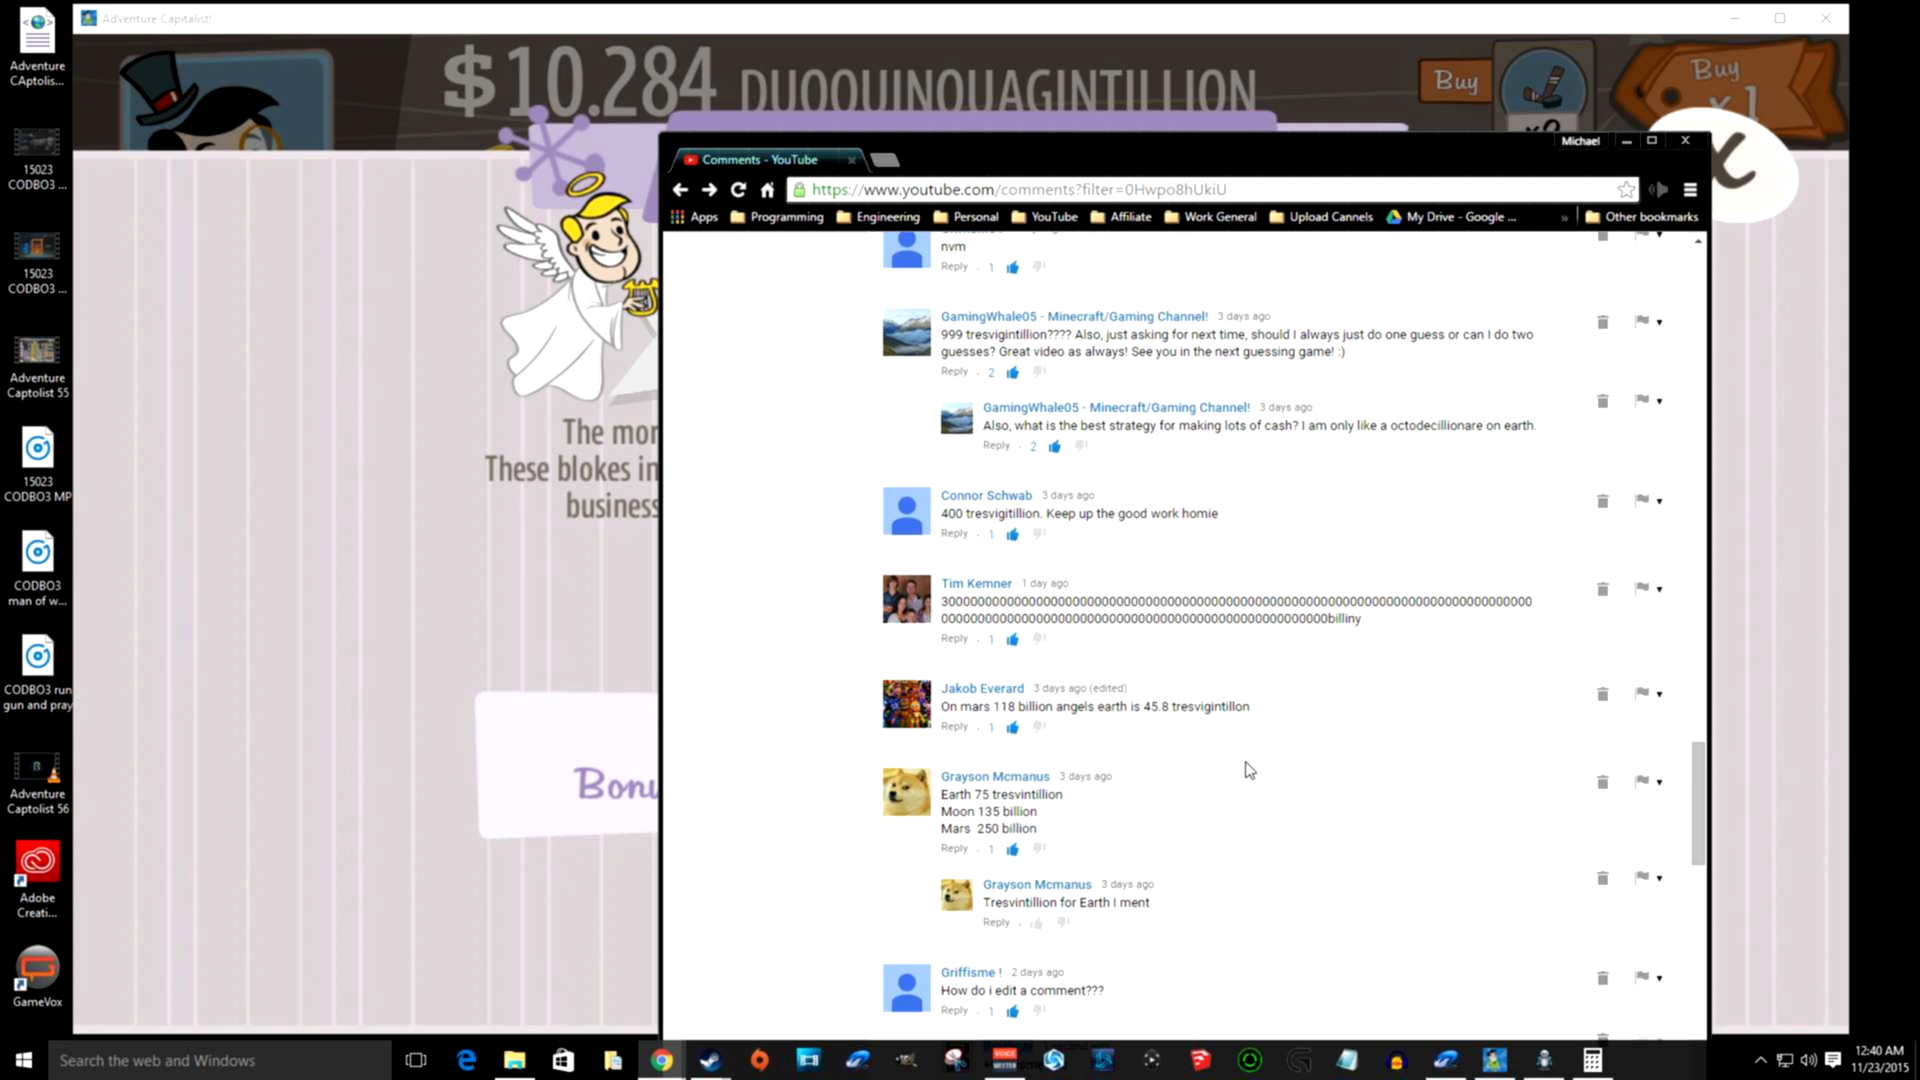 Adventure Capitalist!
$10.284 DUOQUINQUAGINTILLION
Buy
Buy
x1
Adventure
CAptolis...
15023
CODBO3 ...
15023
CODBO3 ...
Adventure
Captolist 55
15023
CODBO3 MP
CODBO3
man of w...
CODBO3 run
gun and pray
Adventure
Captolist 56
Adobe
Creati...
GameVox
The mor
These blokes in
business
Bonu
Michael
Comments - YouTube
https://www.youtube.com/comments?filter=0Hwpo8hUkiU
Apps Programming Engineering Personal YouTube Affiliate Work General Upload Cannels My Drive - Google ... » Other bookmarks
nvm
Reply · 1
GamingWhale05 - Minecraft/Gaming Channel! 3 days ago
999 tresvigintillion???? Also, just asking for next time, should I always just do one guess or can I do two
guesses? Great video as always! See you in the next guessing game! :)
Reply · 2
GamingWhale05 - Minecraft/Gaming Channel! 3 days ago
Also, what is the best strategy for making lots of cash? I am only like a octodecillionare on earth.
Reply · 2
Connor Schwab 3 days ago
400 tresvigitillion. Keep up the good work homie
Reply · 1
Tim Kemner 1 day ago
Reply · 1
Jakob Everard 3 days ago (edited)
On mars 118 billion angels earth is 45.8 tresvigintillon
Reply · 1
Grayson Mcmanus 3 days ago
Earth 75 tresvintillion
Moon 135 billion
Mars 250 billion
Reply · 1
Grayson Mcmanus 3 days ago
Tresvintillion for Earth I ment
Reply ·
Griffisme ! 2 days ago
How do i edit a comment???
Reply · 1
Search the web and Windows
12:40 AM
11/23/2015